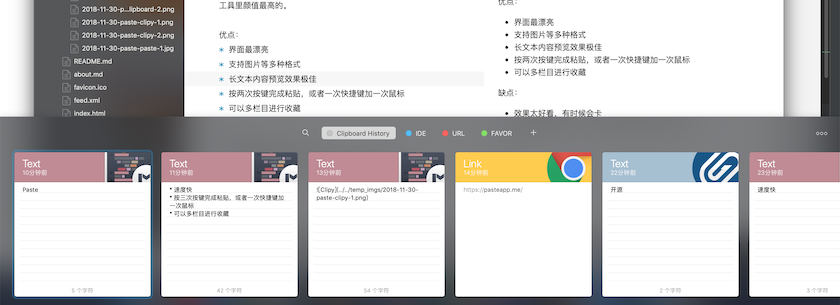 工具里颜值最高的。
优点：
2018-11-30-p...lipboard-2.png
2018-11-30-paste-clipy-1.png
2018-11-30-paste-clipy-2.png
2018-11-30-paste-paste-1.jpg
README.md
about.md
favicon.ico
feed.xml
index.html
优点：
* 界面最漂亮
* 支持图片等多种格式
* 长文本内容预览效果极佳
* 按两次按键完成粘贴，或者一次快捷键加一次鼠标
* 可以多栏目进行收藏
• 界面最漂亮
• 支持图片等多种格式
• 长文本内容预览效果极佳
• 按两次按键完成粘贴，或者一次快捷键加一次鼠标
• 可以多栏目进行收藏
缺点：
• 效果太好看，有时候会卡
Clipboard History
IDE
URL
FAVOR
Text
10分钟前
Paste
5 个字符
Text
11分钟前
* 速度快
* 按三次按键完成粘贴，或者一次快捷键加一次鼠标
* 可以多栏目进行收藏
42 个字符
Text
13分钟前
![Clipy](../../temp_imgs/2018-11-30-
paste-clipy-1.png)
54 个字符
Link
14分钟前
https://pasteapp.me/
Text
22分钟前
开源
2 个字符
Text
23分钟前
速度快
3 个字符